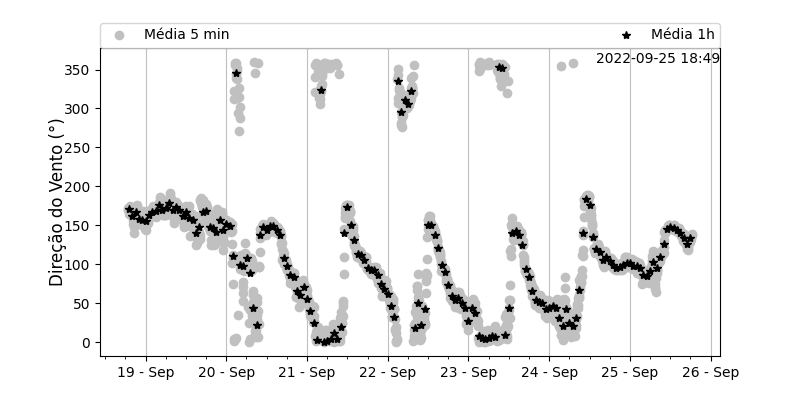 Média 5 min
Média 1h
2022-09-25 18:49
Direção do Vento (°)
350
300
250
200
150
100
50
0
19 - Sep
20 - Sep
21 - Sep
22 - Sep
23 - Sep
24 - Sep
25 - Sep
26 - Sep